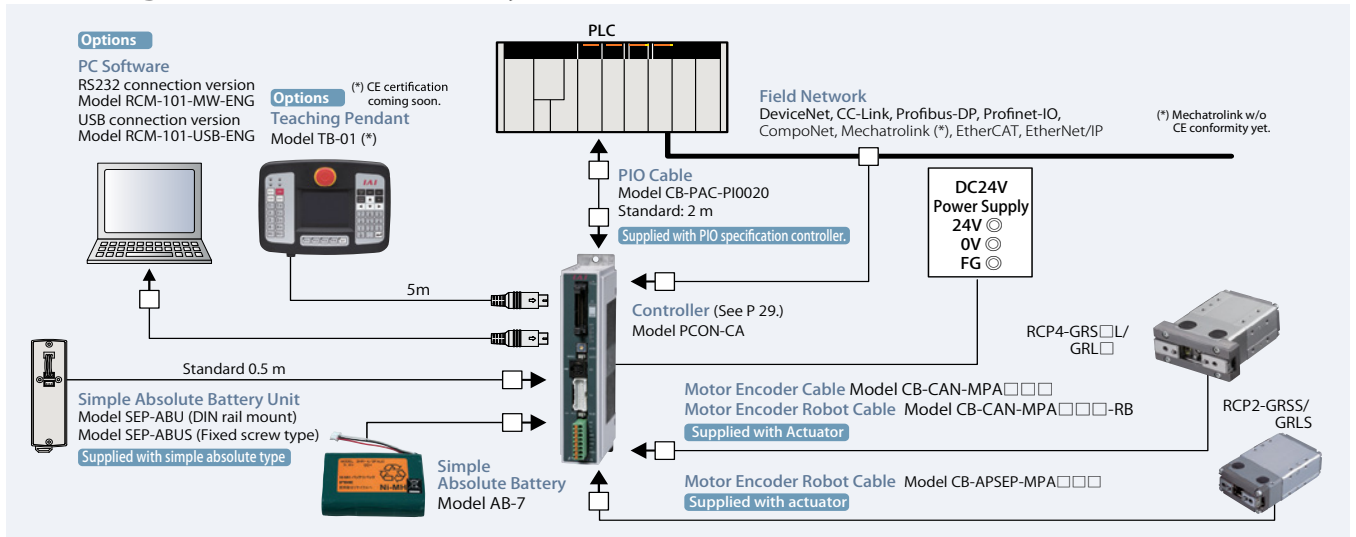 Options
PC Software
RS232 connection version
Model RCM-101-MW-ENG
USB connection version
Model RCM-101-USB-ENG
Options
(*) CE certification
coming soon.
Teaching Pendant
Model TB-01 (*)
IAI
PLC
Field Network
DeviceNet, CC-Link, Profibus-DP, Profinet-IO,
CompoNet, Mechatrolink (*), EtherCAT, EtherNet/IP
(*) Mechatrolink w/o
CE conformity yet.
PIO Cable
Model CB-PAC-PI0020
Standard: 2 m
Supplied with PIO specification controller.
DC24V
Power Supply
24V ◎
0V ◎
FG ◎
5m
Controller (See P 29.)
Model PCON-CA
RCP4-GRS□L/
GRL□
Standard 0.5 m
Simple Absolute Battery Unit
Model SEP-ABU (DIN rail mount)
Model SEP-ABUS (Fixed screw type)
Supplied with simple absolute type
Ni-MH
Simple
Absolute Battery
Model AB-7
Motor Encoder Cable Model CB-CAN-MPA□□□
Motor Encoder Robot Cable Model CB-CAN-MPA□□□-RB
Supplied with Actuator
RCP2-GRSS/
GRLS
Motor Encoder Robot Cable Model CB-APSEP-MPA□□□
Supplied with actuator